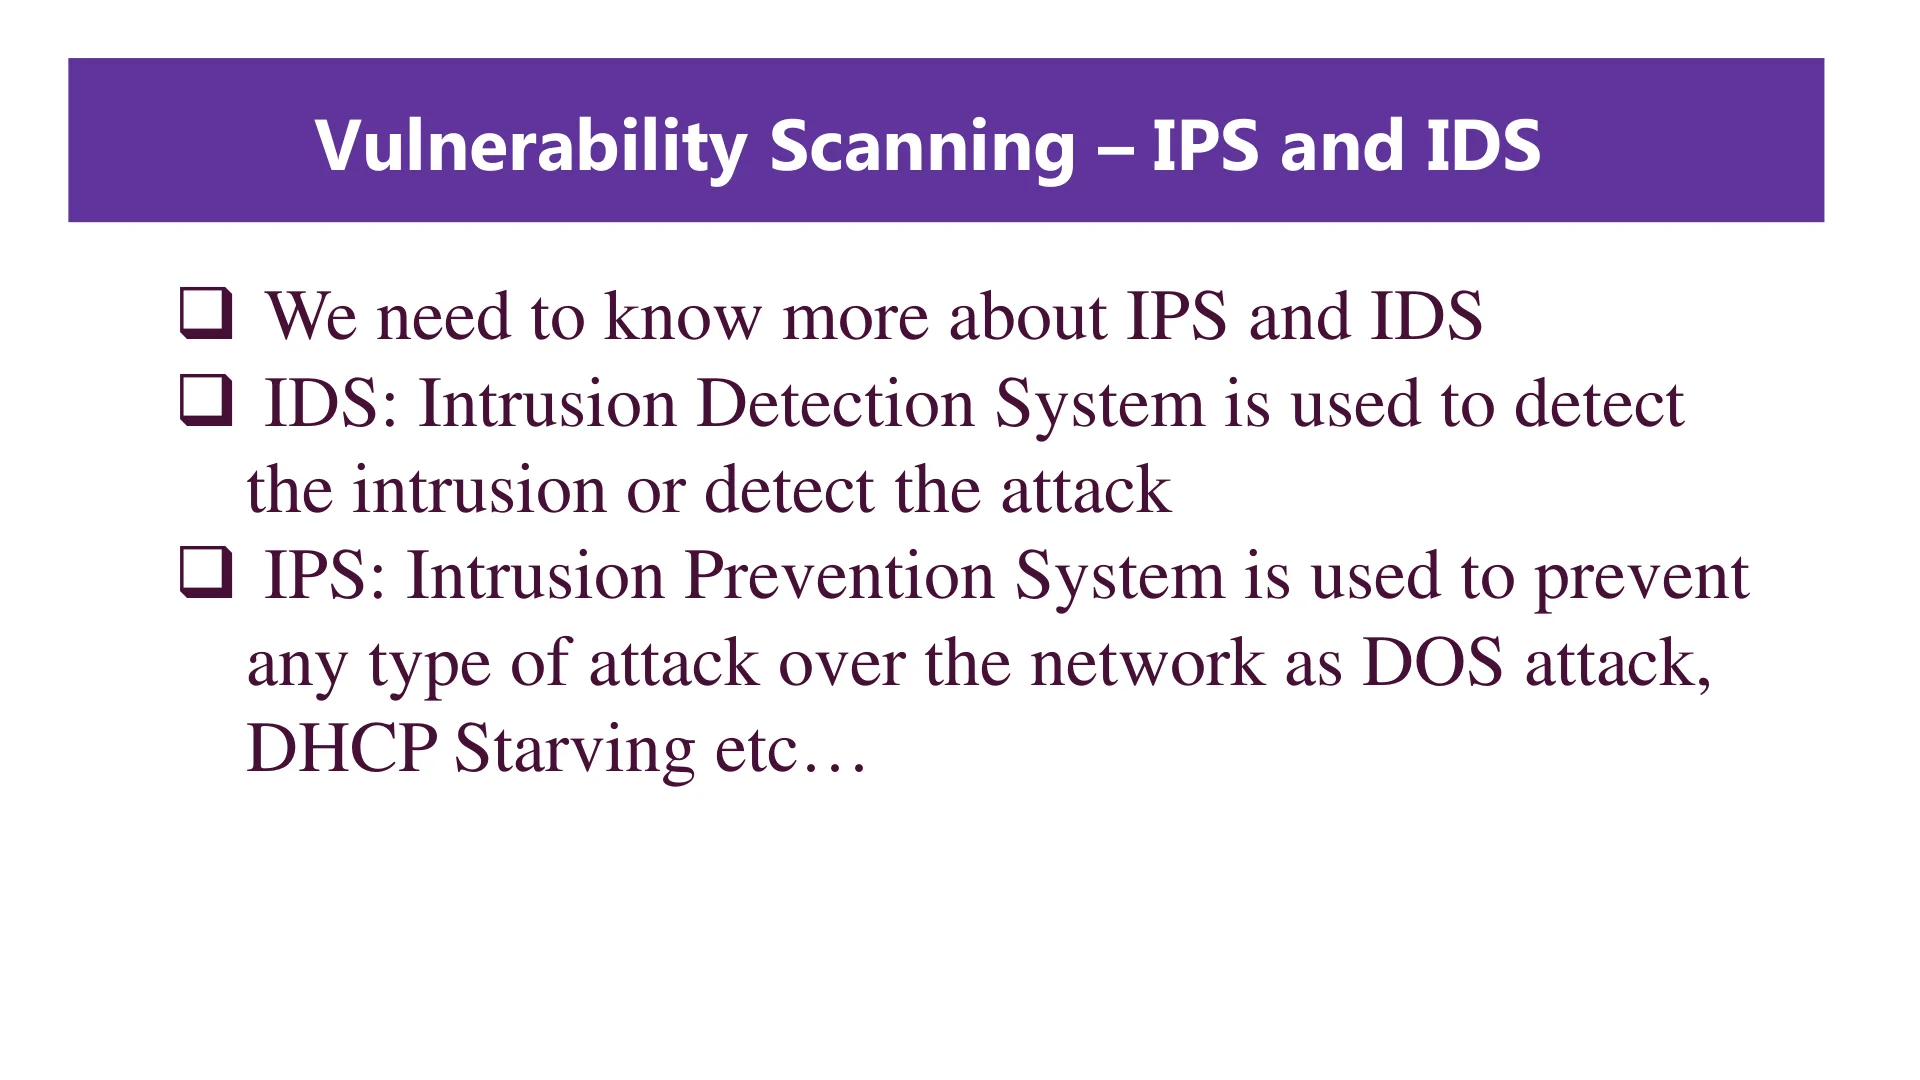 Vulnerability Scanning – IPS and IDS
❑ We need to know more about IPS and IDS
❑ IDS: Intrusion Detection System is used to detect
the intrusion or detect the attack
❑ IPS: Intrusion Prevention System is used to prevent
any type of attack over the network as DOS attack,
DHCP Starving etc…